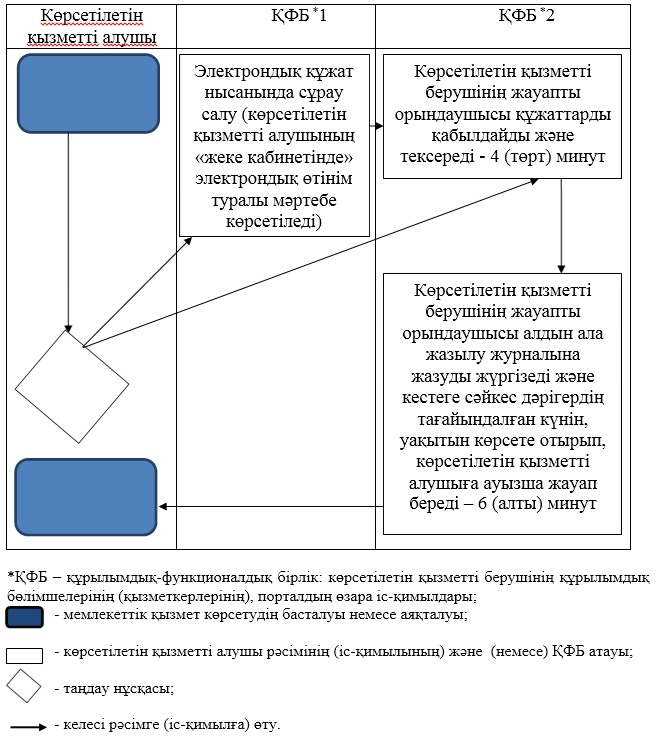 Көрсетілетін
қызметті алушы
ҚФБ *1
ҚФБ *2
Электрондық құжат
нысанында сұрау
салу (көрсетілетін
қызметті алушының
«жеке кабинетінде»
электрондық өтінім
туралы мәртебе
көрсетіледі)
Көрсетілетін қызметті
берушінің жауапты
орындаушысы құжаттарды
қабылдайды және
тексереді - 4 (төрт) минут
Көрсетілетін қызметті
берушінің жауапты
орындаушысы алдын ала
жазылу журналына
жазуды жүргізеді және
кестеге сәйкес дәрігердің
тағайындалған күнін,
уақытын көрсете отырып,
көрсетілетін қызметті
алушыға ауызша жауап
береді – 6 (алты) минут
*ҚФБ – құрылымдық-функционалдық бірлік: көрсетілетін қызметті берушінің құрылымдық
бөлімшелерінің (қызметкерлерінің), порталдың өзара іс-қимылдары;
- мемлекеттік қызмет көрсетудің басталуы немесе аяқталуы;
- көрсетілетін қызметті алушы рәсімінің (іс-қимылының) және (немесе) ҚФБ атауы;
- таңдау нұсқасы;
- келесі рәсімге (іс-қимылға) өту.